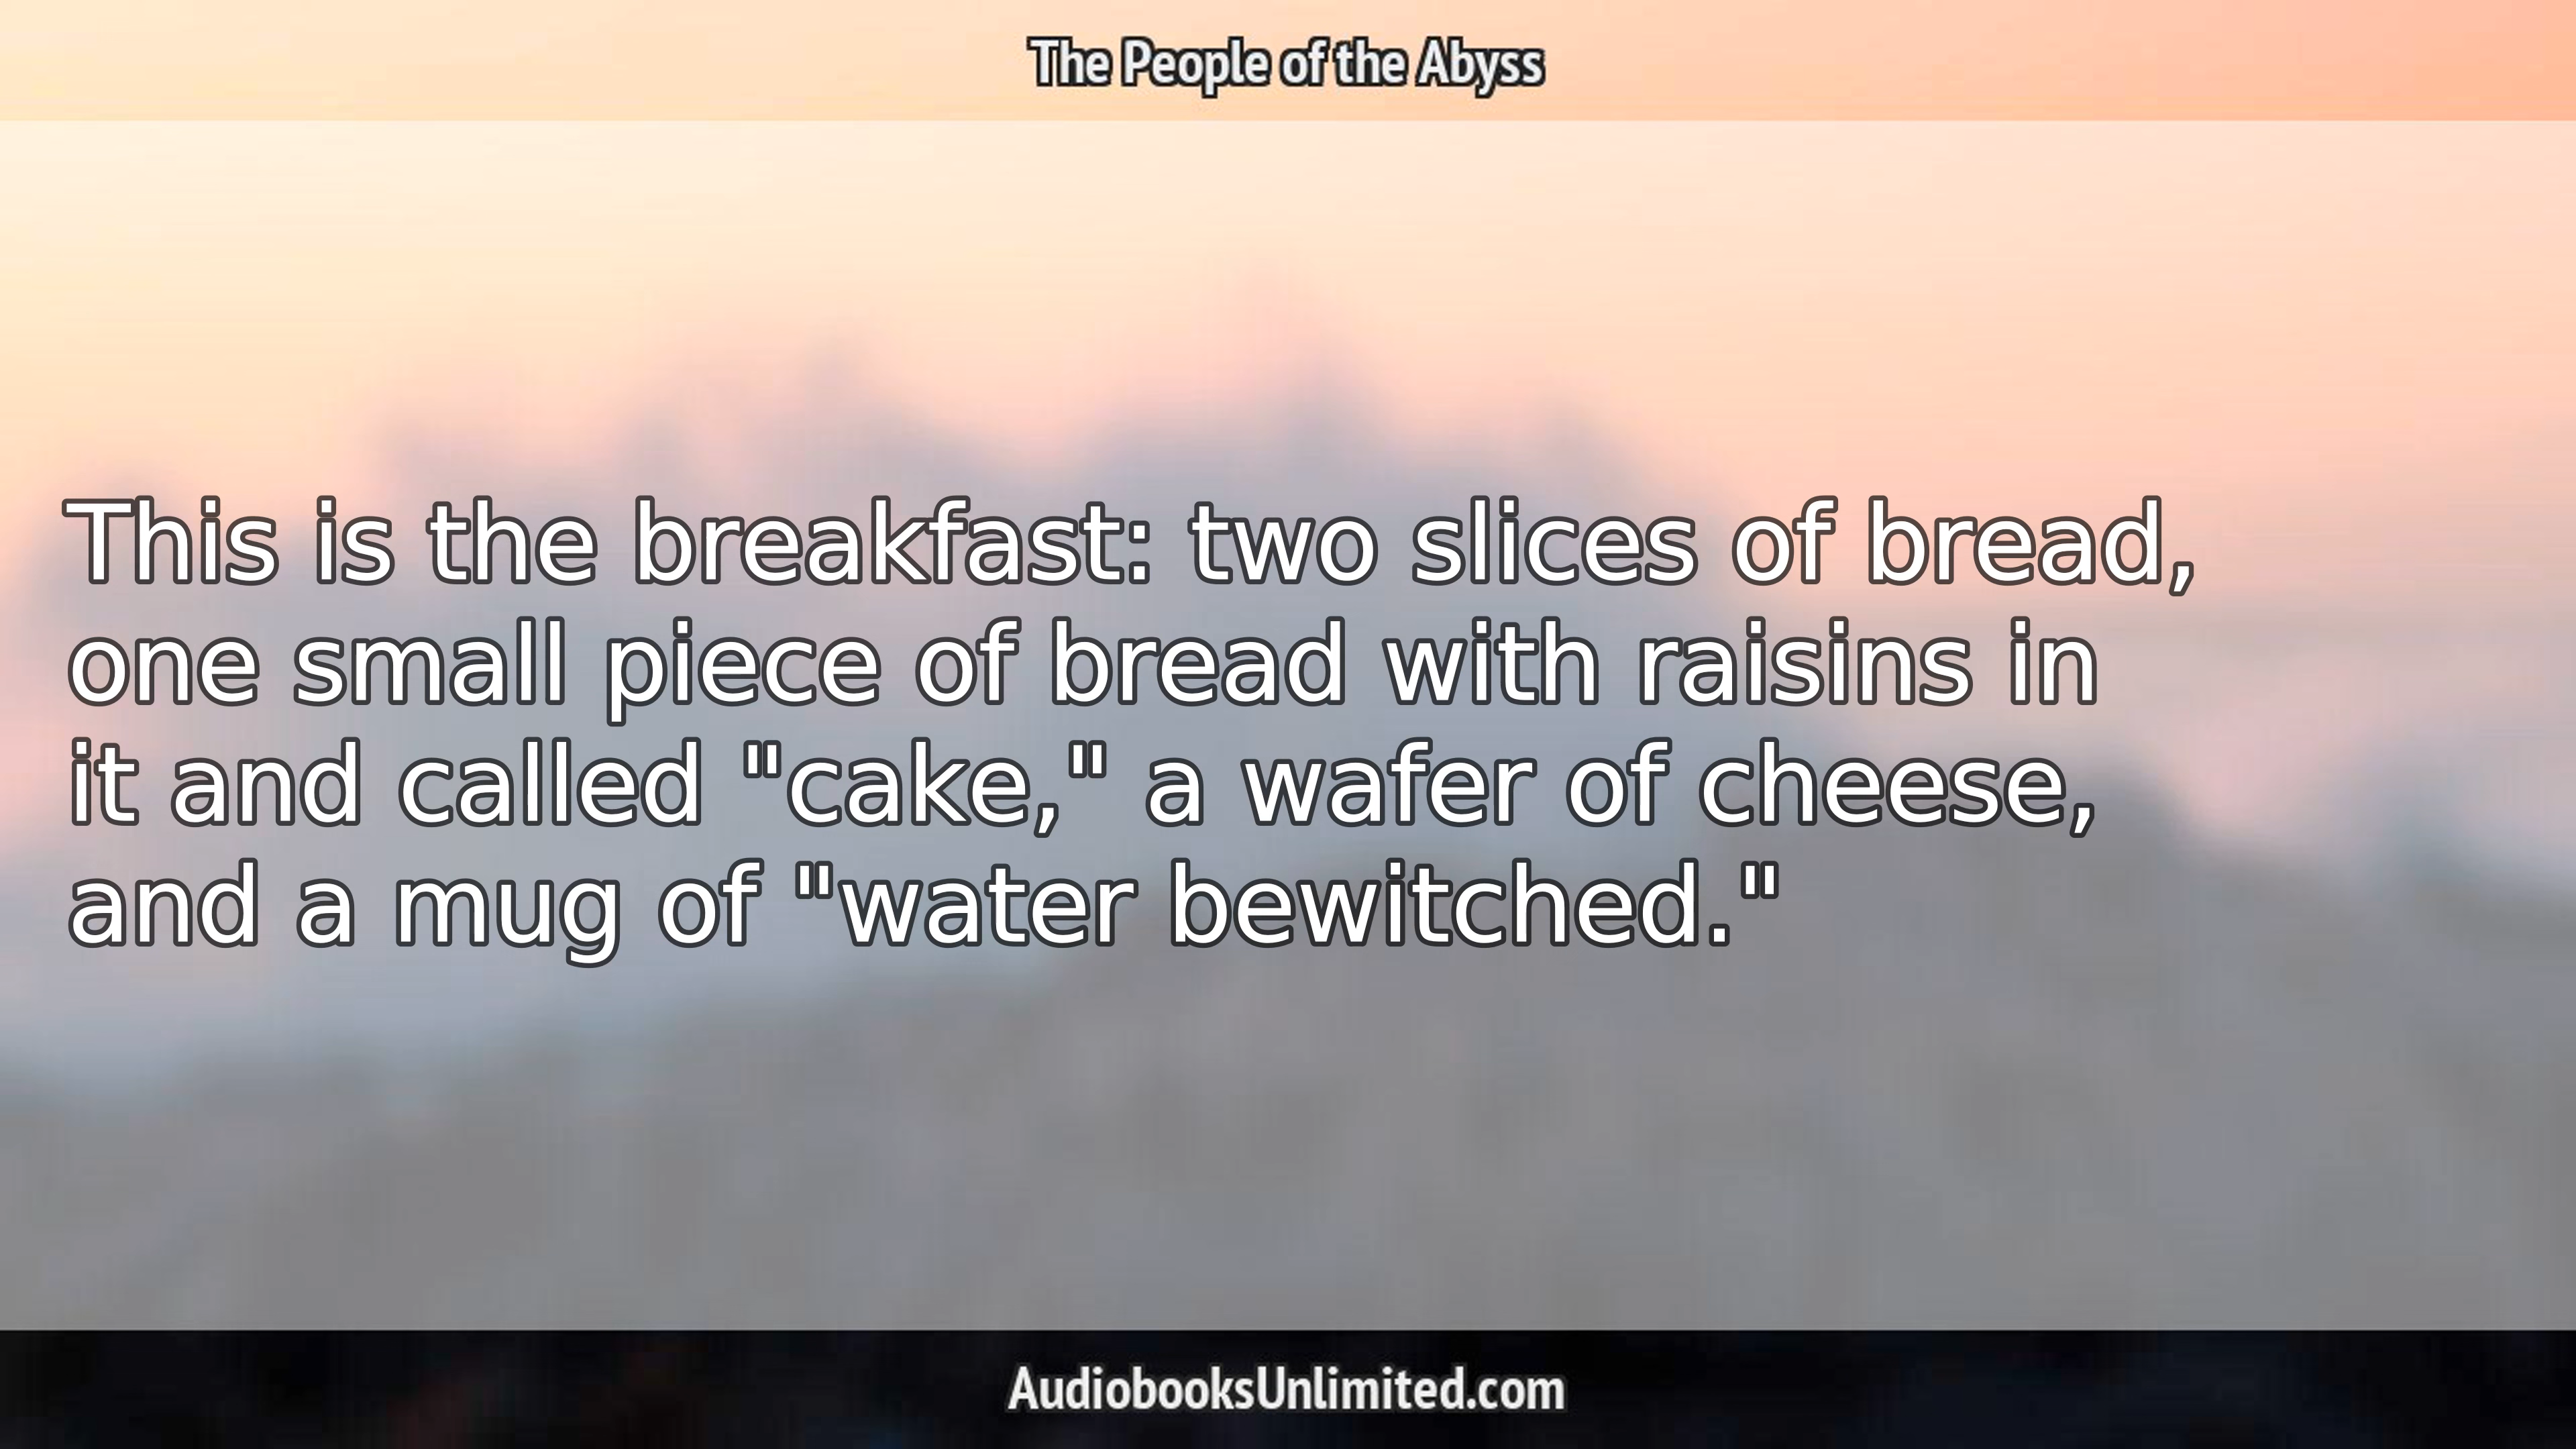 The People of the Abyss
This is the breakfast: two slices of bread,
one small piece of bread with raisins in
it and called "cake," a wafer of cheese,
and a mug of "water bewitched."
AudiobooksUnlimited.com